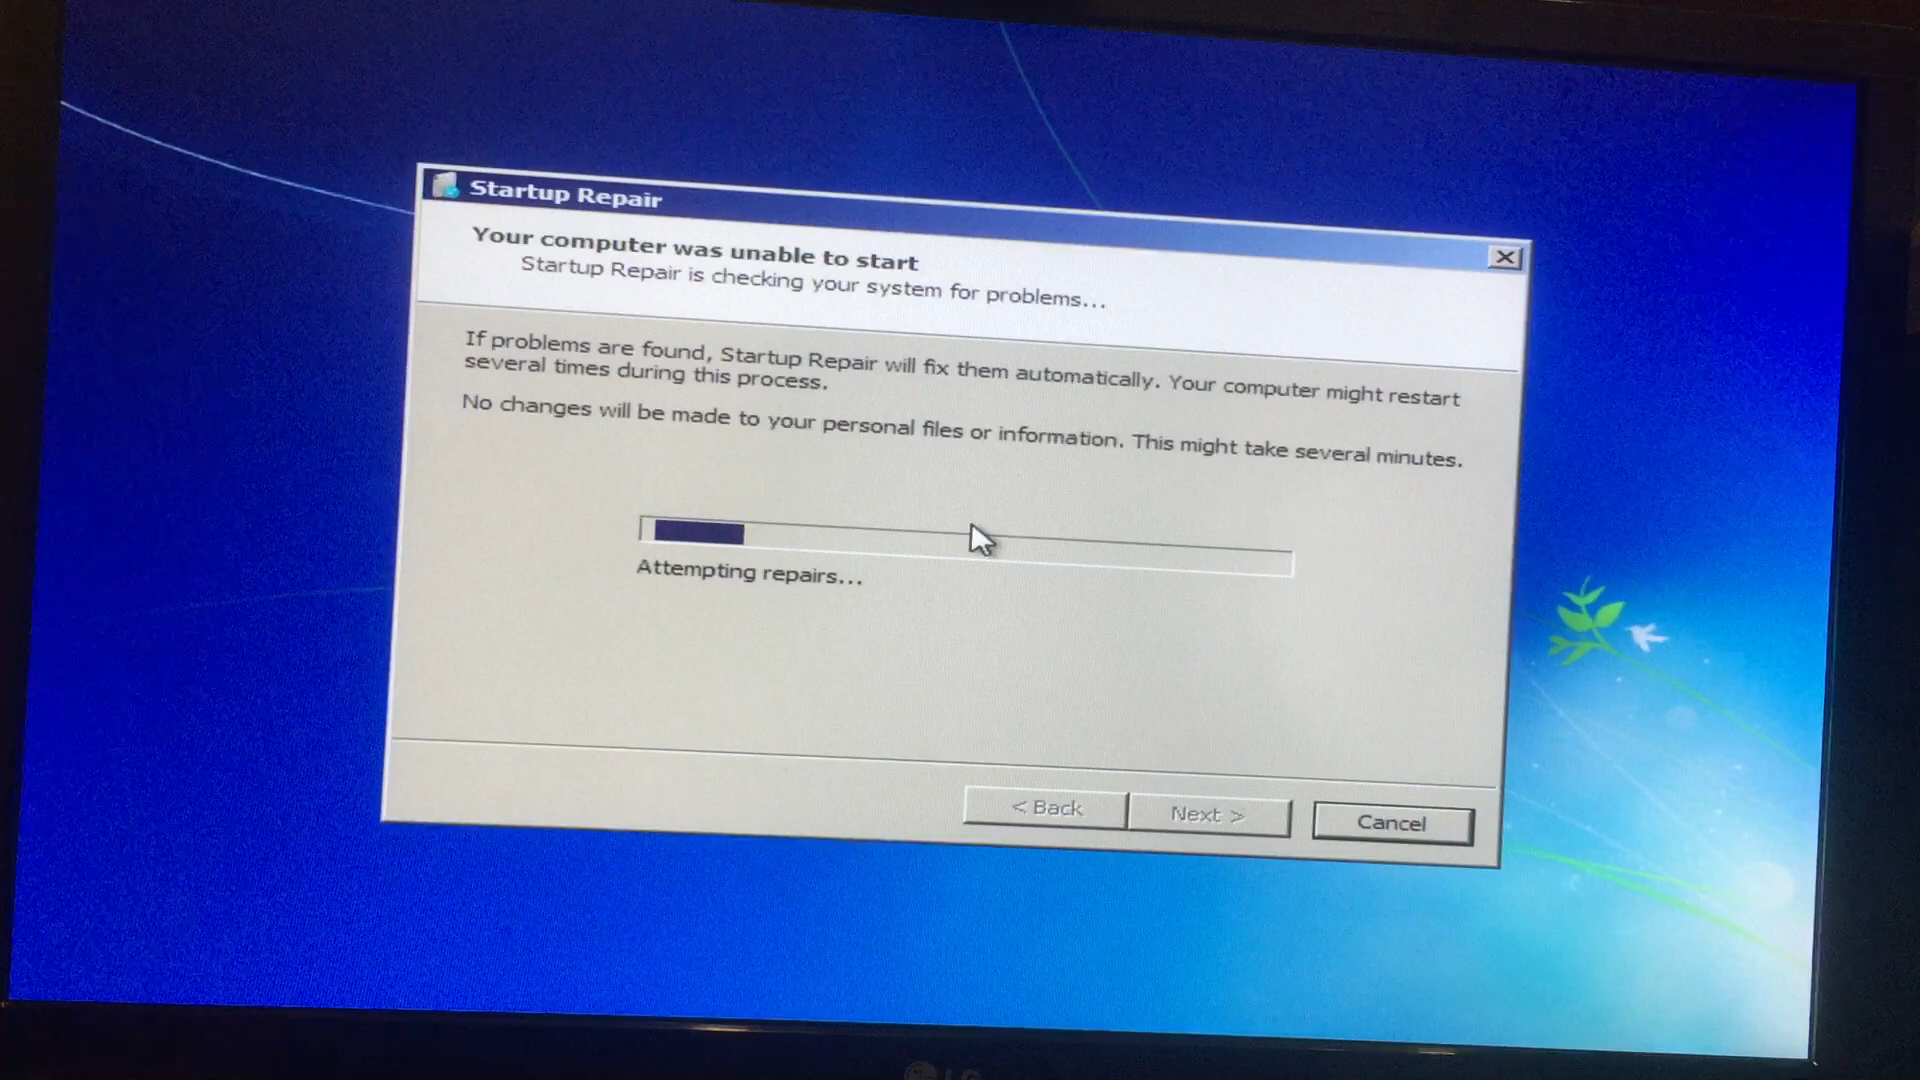 Startup Repair
Your computer was unable to start
Startup Repair is checking your system for problems...
If problems are found, Startup Repair will fix them automatically. Your computer might restart
several times during this process.
No changes will be made to your personal files or information. This might take several minutes.
Attempting repairs...
< Back
Next >
Cancel
LG